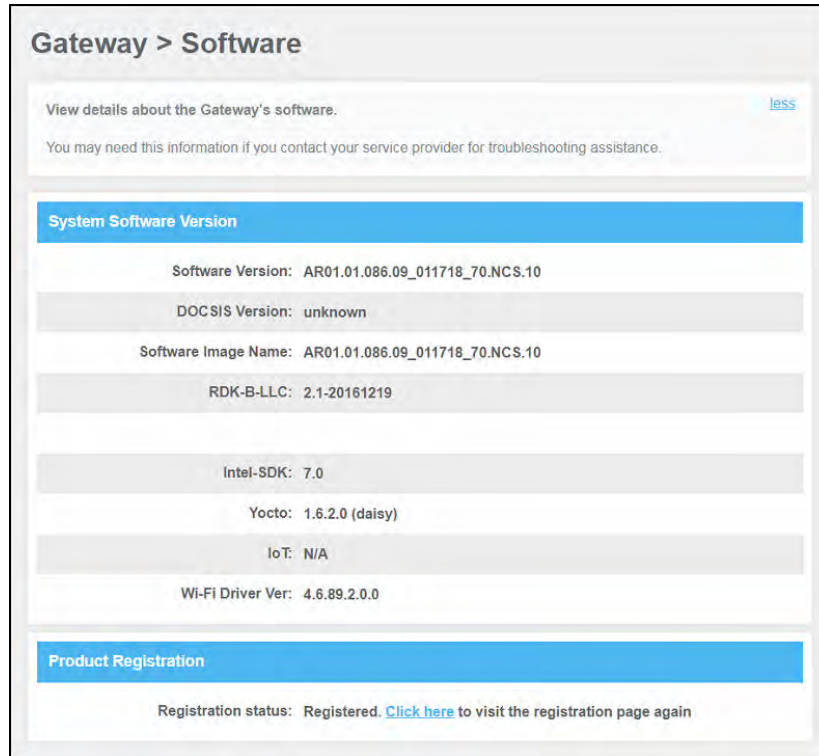 Gateway > Software
View details about the Gateway's software.
less
You may need this information if you contact your service provider for troubleshooting assistance.
System Software Version
Software Version: AR01.01.086.09_011718_70.NCS.10
DOCSIS Version: unknown
Software Image Name: AR01.01.086.09_011718_70.NCS.10
RDK-B-LLC: 2.1-20161219
Intel-SDK: 7.0
Yocto: 1.6.2.0 (daisy)
IoT: N/A
Wi-Fi Driver Ver: 4.6.89.2.0.0
Product Registration
Registration status: Registered. Click here to visit the registration page again